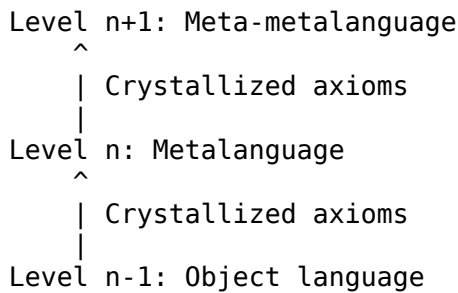 Level n+1: Meta-metalanguage
^
| Crystallized axioms
|
Level n: Metalanguage
^
| Crystallized axioms
|
Level n-1: Object language